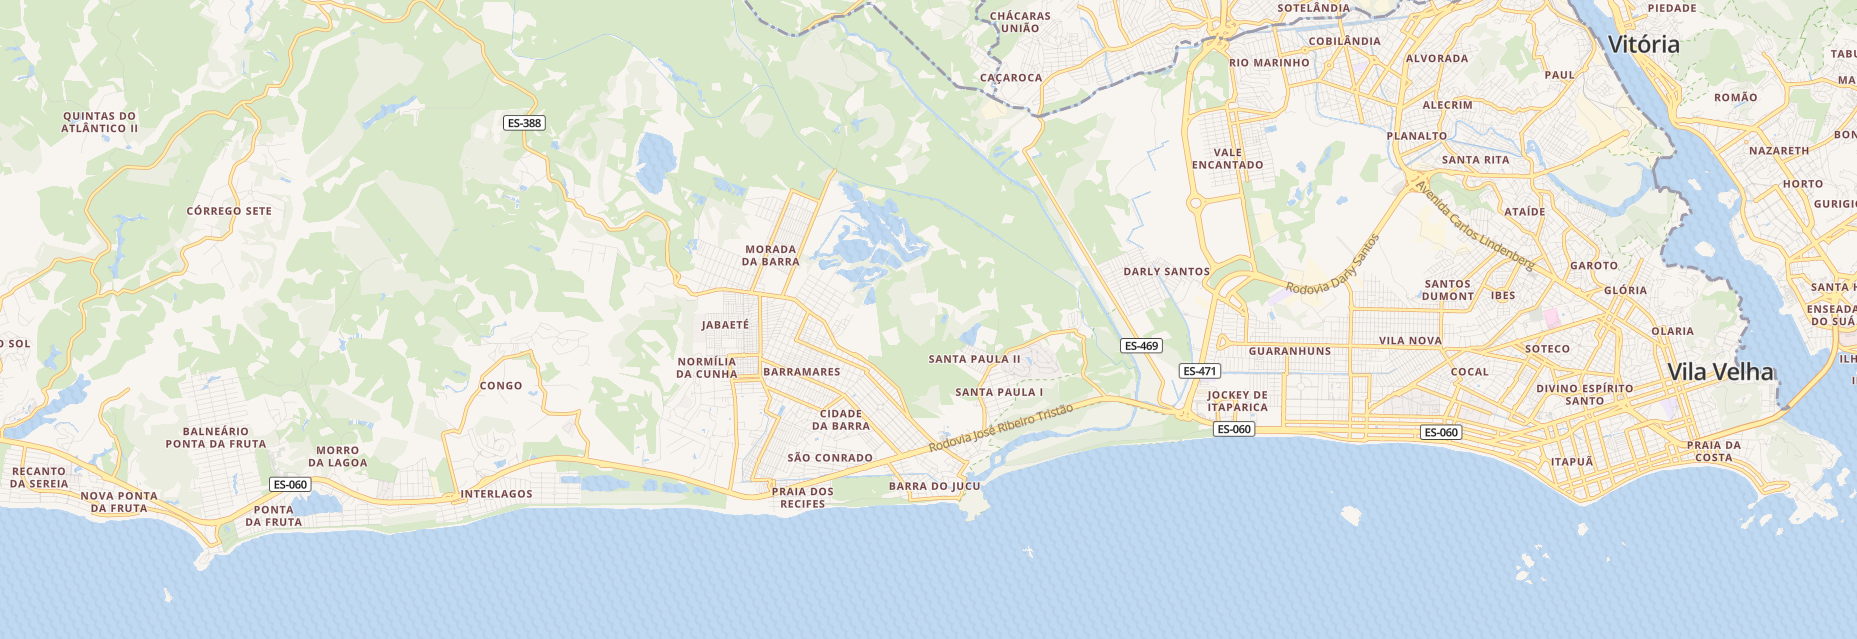 CHÁCARAS
UNIÃO
SOTELÂNDIA
PIEDADE
COBILÂNDIA
Vitória
RIO MARINHO
ALVORADA
CAÇAROCA
PAUL
ROMÃO
ALECRIM
QUINTAS DO
ATLÂNTICO II
ES-388
PLANALTO
NAZARETH
VALE
ENCANTADO
SANTA RITA
HORTO
CÓRREGO SETE
ATAÍDE
Avenida Carlos Lindenberg
MORADA
DA BARRA
Rodovia Darly Santos
DARLY SANTOS
GAROTO
SANTOS
DUMONT
IBES
GLÓRIA
SANTA H
ENSEADA
DO SUÁ
JABAETÉ
OLARIA
O SOL
ES-469
GUARANHUNS
VILA NOVA
SOTECO
SANTA PAULA II
NORMÍLIA
DA CUNHA
BARRAMARES
ES-471
COCAL
Vila Velha
CONGO
SANTA PAULA I
JOCKEY DE
ITAPARICA
DIVINO ESPÍRITO
SANTO
CIDADE
DA BARRA
Rodovia José Ribeiro Tristão
ES-060
ES-060
BALNEÁRIO
PONTA DA FRUTA
PRAIA DA
COSTA
MORRO
DA LAGOA
SÃO CONRADO
ITAPUÃ
RECANTO
DA SEREIA
ES-060
BARRA DO JUCU
NOVA PONTA
DA FRUTA
INTERLAGOS
PRAIA DOS
RECIFES
PONTA
DA FRUTA